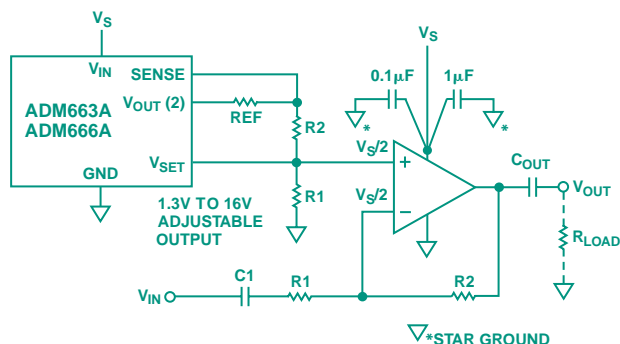 VS
VIN
SENSE
ADM663A
ADM666A
VOUT (2)
REF
R2
GND
VSET
R1
1.3V TO 16V
ADJUSTABLE
OUTPUT
VS
0.1µF
1µF
*
*
VS/2
+
VS/2
–
COUT
VOUT
RLOAD
VIN
C1
R1
R2
*STAR GROUND